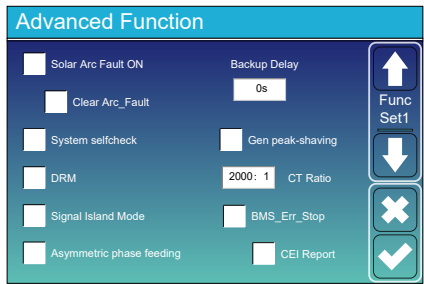 Advanced Function
Solar Arc Fault ON
Backup Delay
0s
Clear Arc_Fault
Func
Set1
System selfcheck
Gen peak-shaving
DRM
2000: 1
CT Ratio
Signal Island Mode
BMS_Err_Stop
Asymmetric phase feeding
CEI Report